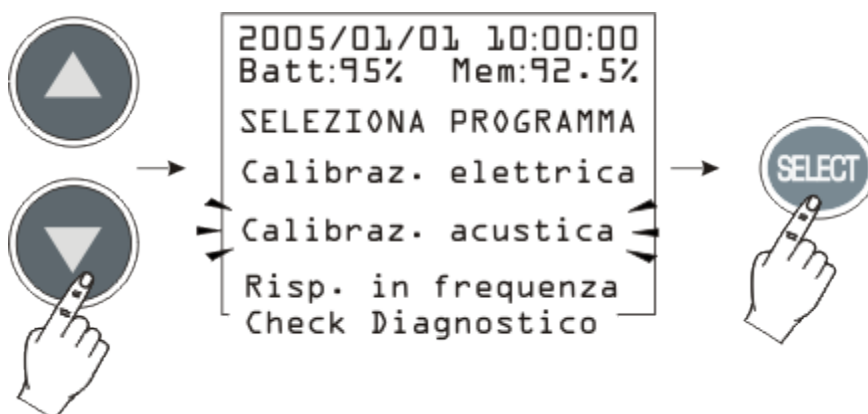 2005/01/01 10:00:00
Batt:95% Mem:92.5%
SELEZIONA PROGRAMMA
Calibraz. elettrica
Calibraz. acustica
Risp. in frequenza
Check Diagnostico
SELECT